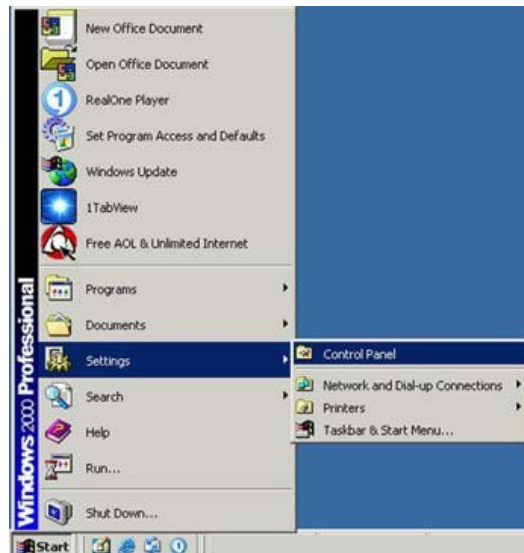 New Office Document
Open Office Document
RealOne Player
Set Program Access and Defaults
Windows Update
1TabView
Free AOL & Unlimited Internet
Programs
Documents
Settings
Search
Help
Run...
Shut Down...
Control Panel
Network and Dial-up Connections
Printers
Taskbar & Start Menu...
Windows 2000 Professional
Start